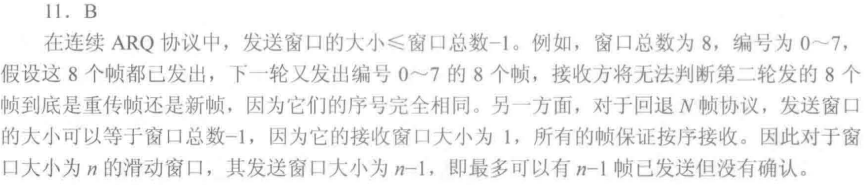 11．B
在连续 ARQ 协议中，发送窗口的大小≤窗口总数−1。例如，窗口总数为 8，编号为 0～7，
假设这 8 个帧都已发出，下一轮又发出编号 0～7 的 8 个帧，接收方将无法判断第二轮发的 8 个
帧到底是重传帧还是新帧，因为它们的序号完全相同。另一方面，对于回退 N 帧协议，发送窗口
的大小可以等于窗口总数−1，因为它的接收窗口大小为 1，所有的帧保证按序接收。因此对于窗
口大小为 n 的滑动窗口，其发送窗口大小为 n−1，即最多可以有 n−1 帧已发送但没有确认。